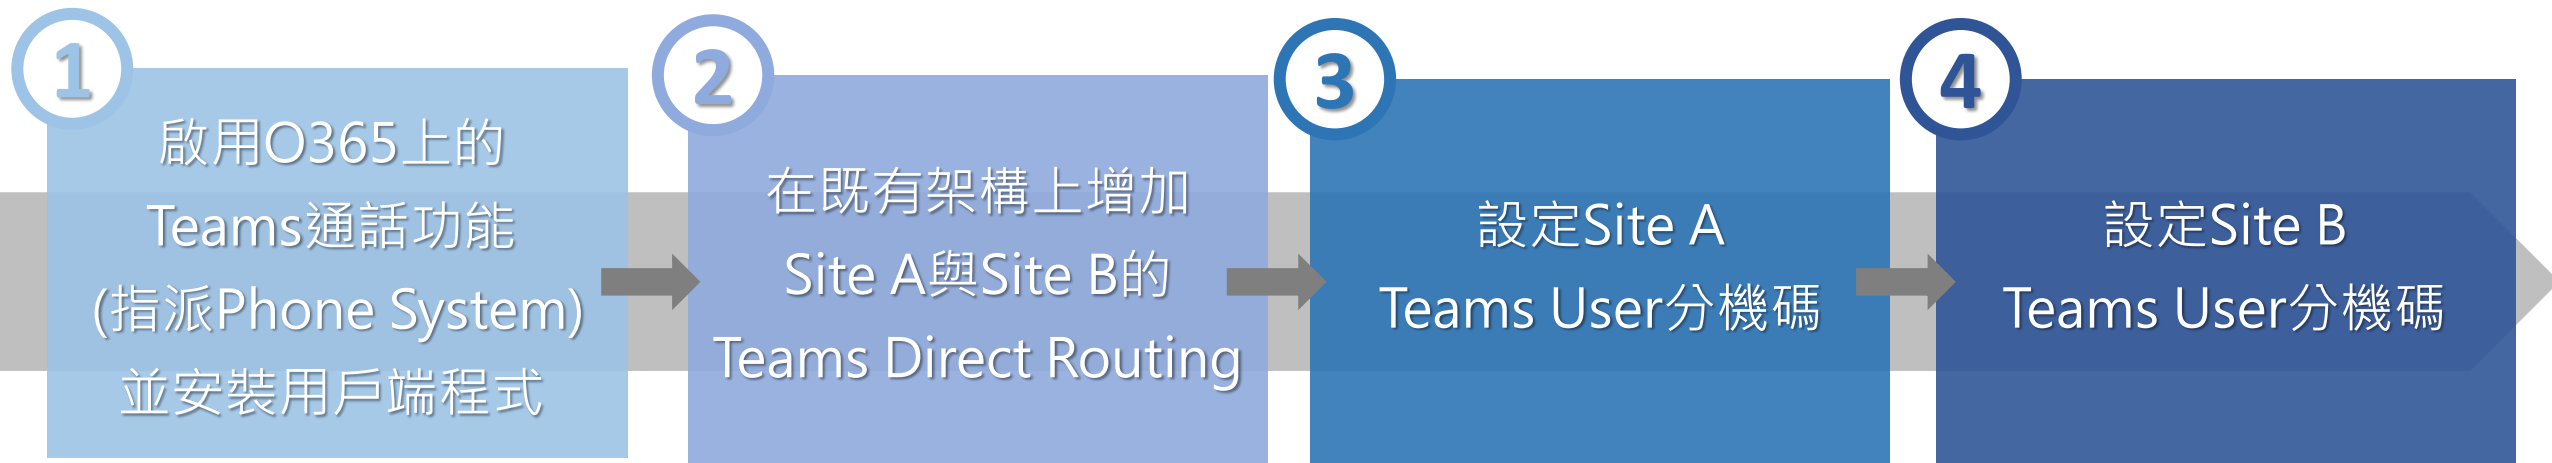 1
啟用O365上的
Teams通話功能
(指派Phone System)
並安裝用戶端程式
2
在既有架構上增加
Site A與Site B的
Teams Direct Routing
3
設定Site A
Teams User分機碼
4
設定Site B
Teams User分機碼